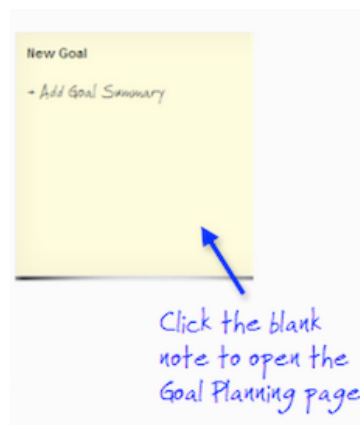 New Goal
+ Add Goal Summary
Click the blank
note to open the
Goal Planning page